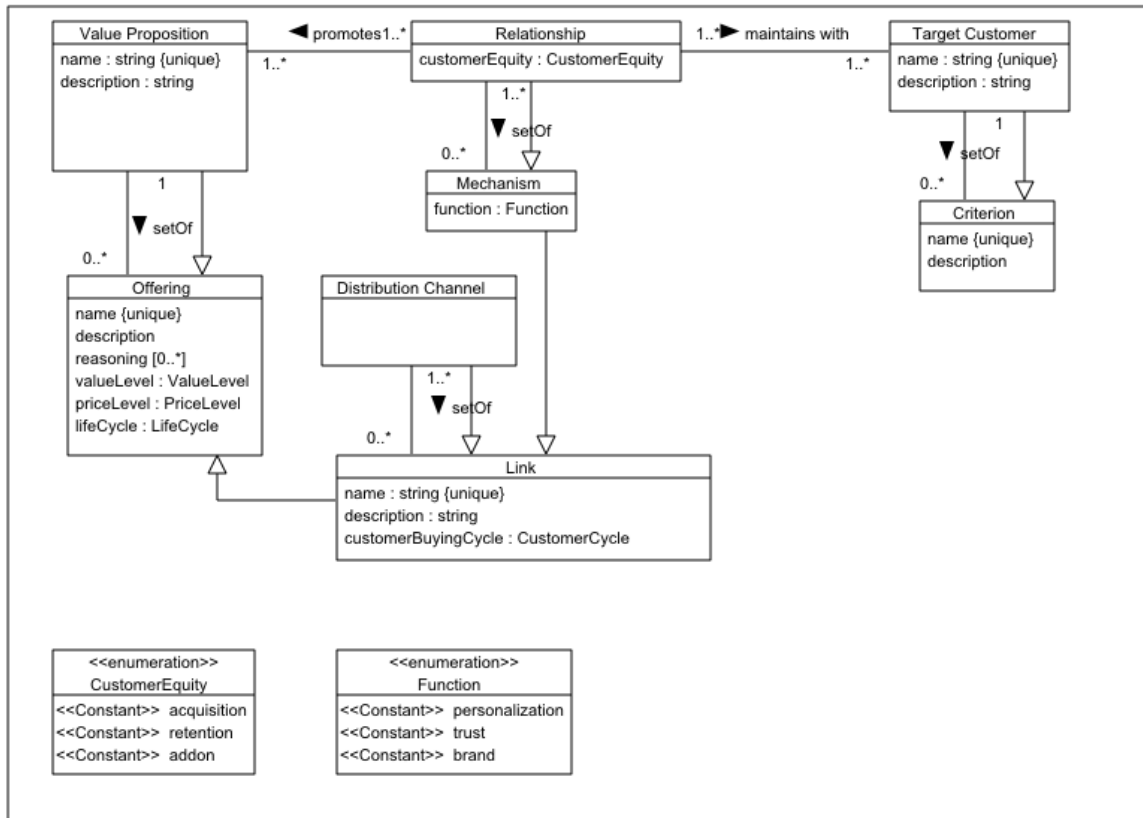 Value Proposition
name : string {unique}
description : string
◀ promotes
1..*
1..*
Relationship
customerEquity : CustomerEquity
1..*
▶ maintains with
1..*
Target Customer
name : string {unique}
description : string
1
▼ setOf
0..*
Offering
name {unique}
description
reasoning [0..*]
valueLevel : ValueLevel
priceLevel : PriceLevel
lifeCycle : LifeCycle
1..*
▼ setOf
0..*
Mechanism
function : Function
1
▼ setOf
0..*
Criterion
name {unique}
description
Distribution Channel
1..*
▼ setOf
0..*
Link
name : string {unique}
description : string
customerBuyingCycle : CustomerCycle
<<enumeration>>
CustomerEquity
<<Constant>> acquisition
<<Constant>> retention
<<Constant>> addon
<<enumeration>>
Function
<<Constant>> personalization
<<Constant>> trust
<<Constant>> brand